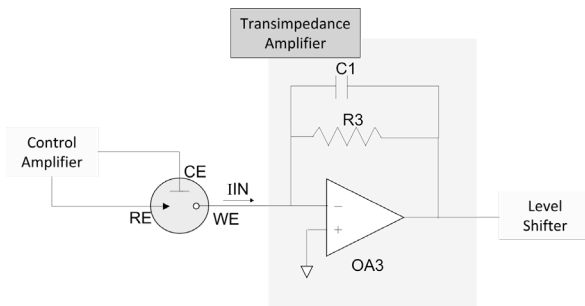 Transimpedance
Amplifier
C1
R3
Control
Amplifier
CE
IIN
RE
WE
−
+
OA3
Level
Shifter